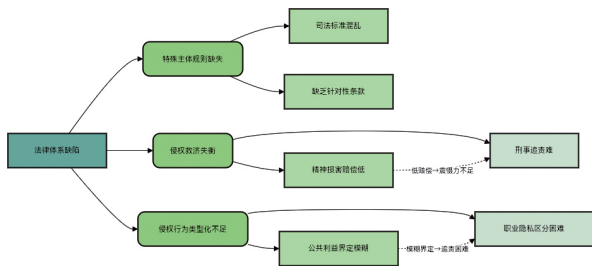 司法标准混乱
特殊主体规则缺失
缺乏针对性条款
法律体系缺陷
侵权救济失衡
刑事追责难
精神损害赔偿低
低赔偿→震慑力不足
侵权行为类型化不足
职业隐私区分困难
公共利益界定模糊
模糊界定→追责困难